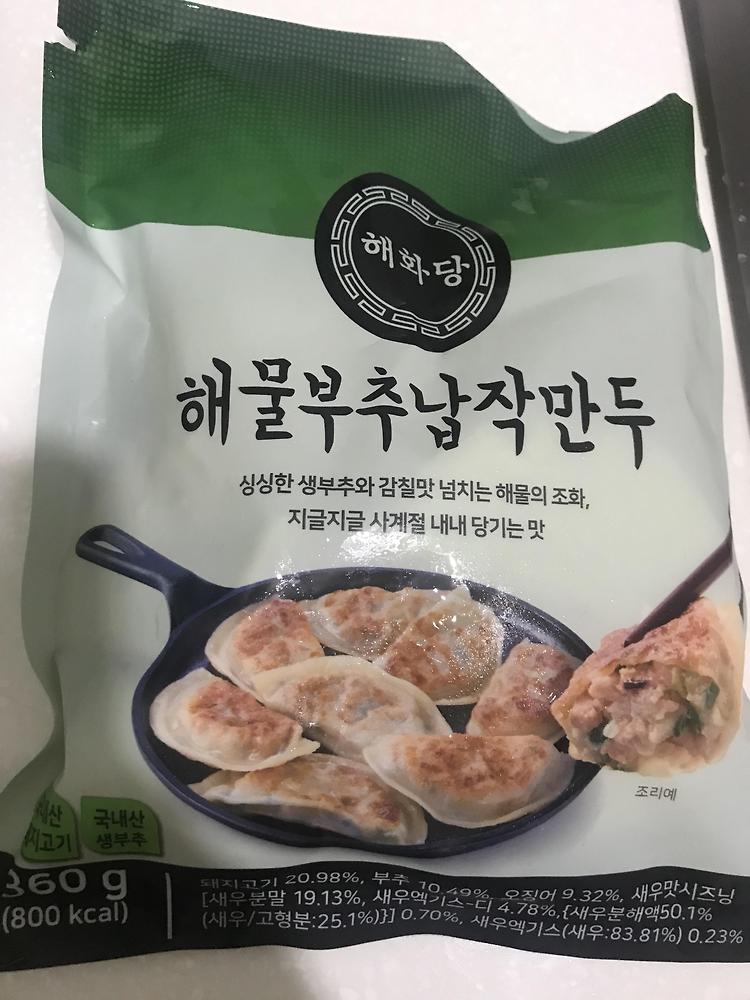 해화당
해물부추납작만두
싱싱한 생부추와 감칠맛 넘치는 해물의 조화,
지글지글 사계절 내내 당기는 맛
조리예
국내산
생부추
360 g
(800 kcal)
돼지고기 20.98%, 부추 10.49%, 오징어 9.32%, 새우맛시즈닝
[새우분말 19.13%, 새우엑기스-디 4.78%,{새우분해액50.1%
(새우/고형분:25.1%)}] 0.70%, 새우엑기스(새우:83.81%) 0.23%